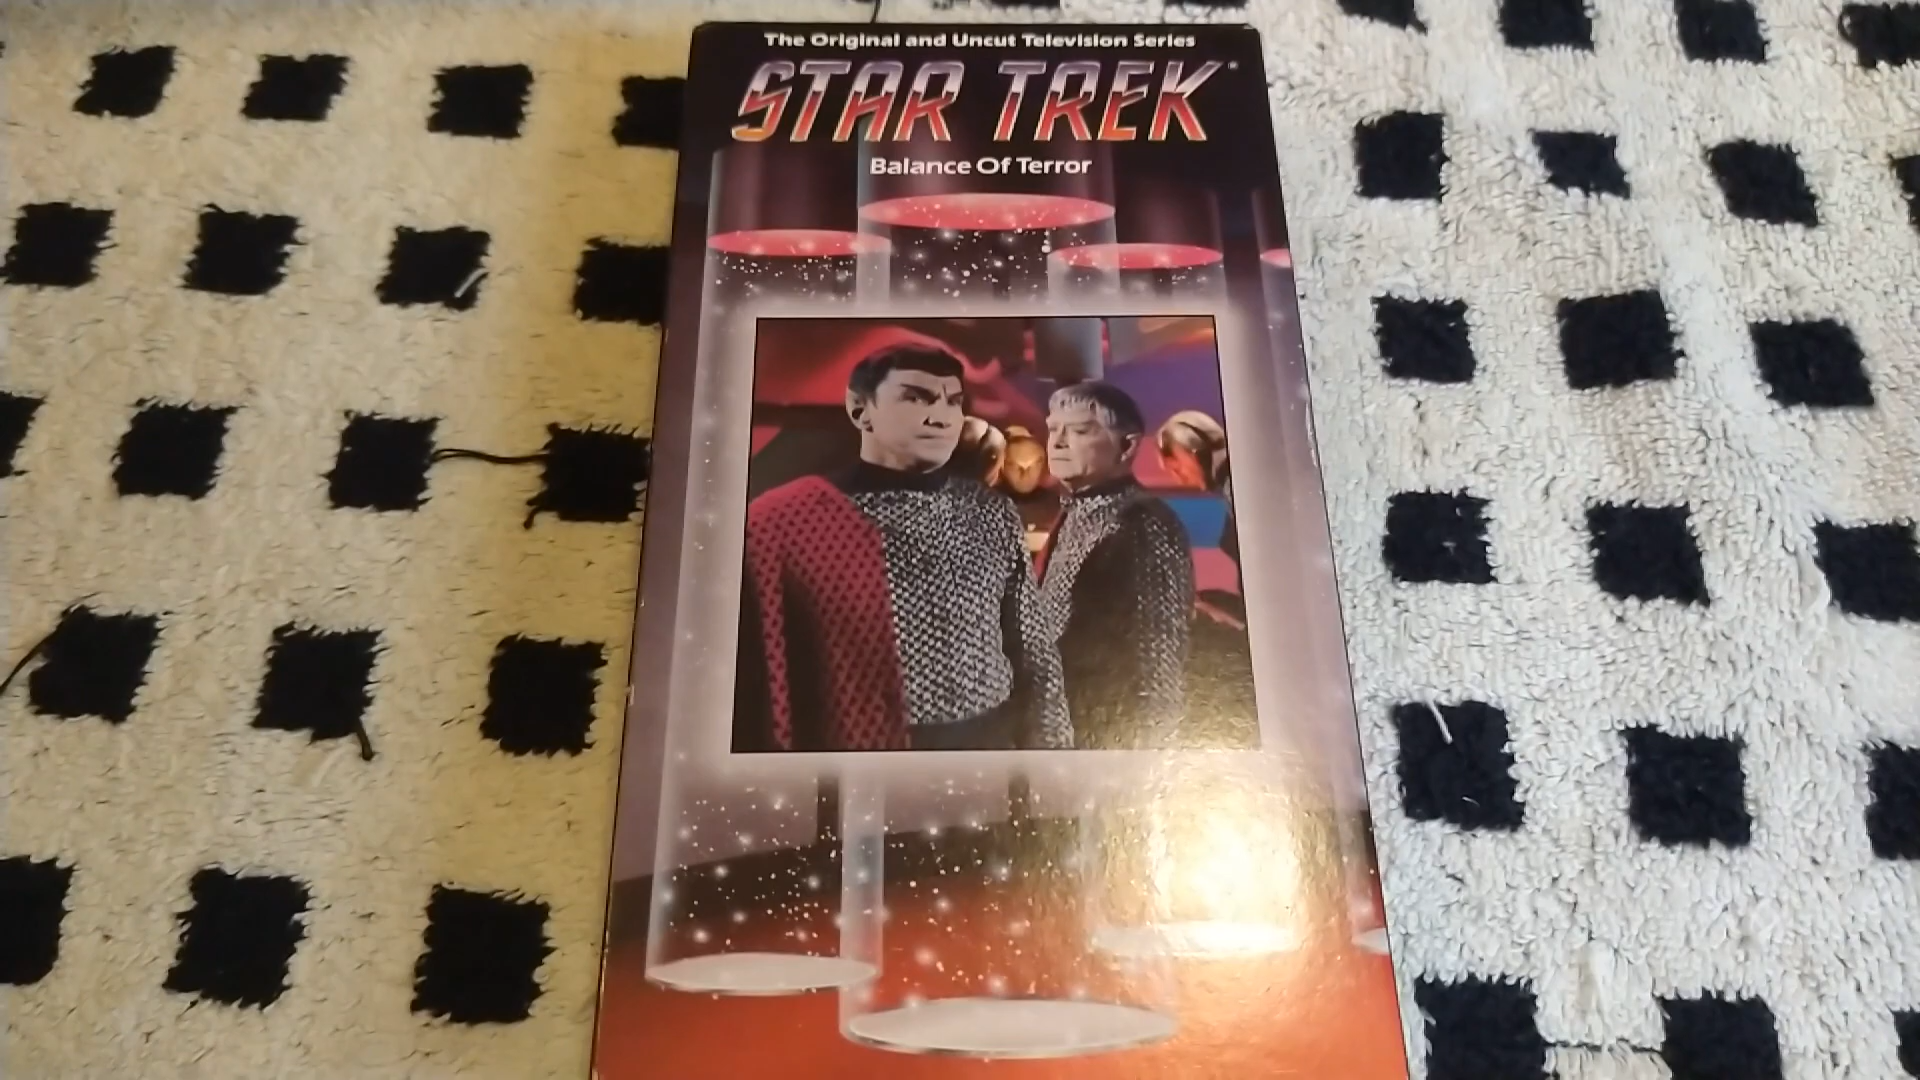 The Original and Uncut Television Series
STAR TREK
Balance Of Terror